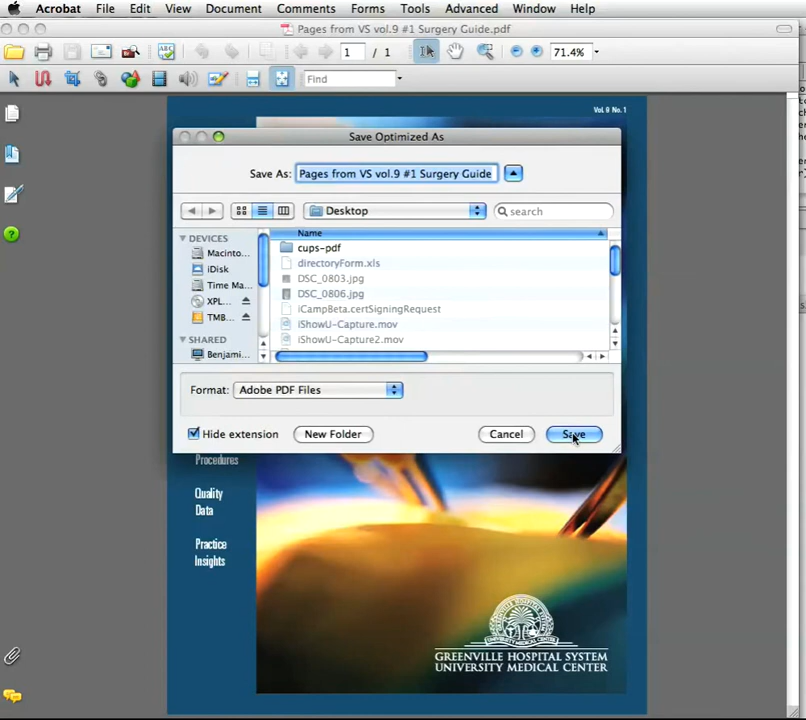 Acrobat File Edit View Document Comments Forms Tools Advanced Window Help
Pages from VS vol.9 #1 Surgery Guide.pdf
1 / 1 71.4%
Find
Vol. 9 No. 1
Save Optimized As
Save As: Pages from VS vol.9 #1 Surgery Guide
Desktop
search
DEVICES
Macinto...
iDisk
Time Ma...
XPL...
TMB...
SHARED
Benjami...
Name
cups-pdf
directoryForm.xls
DSC_0803.jpg
DSC_0806.jpg
iCampBeta.certSigningRequest
iShowU-Capture.mov
iShowU-Capture2.mov
Format: Adobe PDF Files
Hide extension New Folder Cancel Save
Procedures
Quality
Data
Practice
Insights
GREENVILLE HOSPITAL SYSTEM
UNIVERSITY MEDICAL CENTER